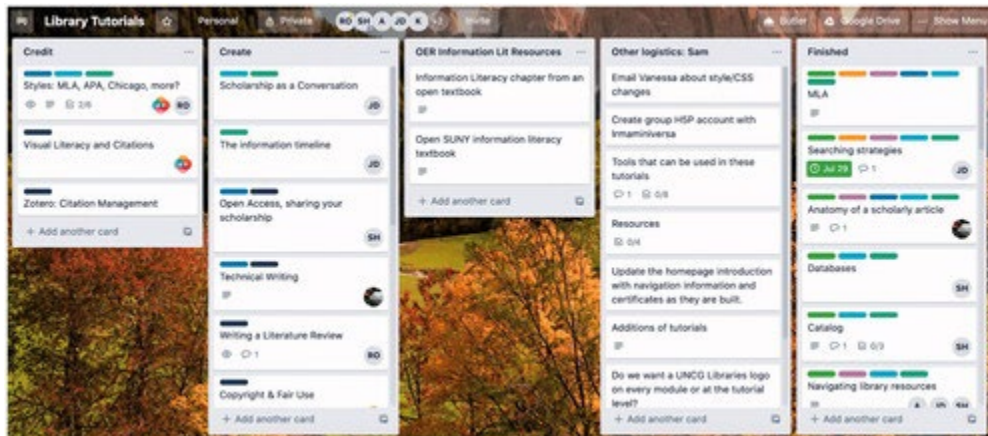 Library Tutorials
Personal
Private
RO SH A JD K +3
Invite
Butler
Google Drive
Show Menu
Credit
Styles: MLA, APA, Chicago, more?
2/6
RO
Visual Literacy and Citations
Zotero: Citation Management
+ Add another card
Create
Scholarship as a Conversation
JD
The information timeline
JD
Open Access, sharing your
scholarship
SH
Technical Writing
Writing a Literature Review
1
RO
Copyright & Fair Use
+ Add another card
OER Information Lit Resources
Information Literacy chapter from an
open textbook
Open SUNY information literacy
textbook
+ Add another card
Other logistics: Sam
Email Vanessa about style/CSS
changes
Create group H5P account with
Irmaminiversa
Tools that can be used in these
tutorials
1 0/8
Resources
0/4
Update the homepage introduction
with navigation information and
certificates as they are built.
Additions of tutorials
Do we want a UNCG Libraries logo
on every module or at the tutorial
level?
+ Add another card
Finished
MLA
Searching strategies
Jul 29 1
JD
Anatomy of a scholarly article
1
Databases
SH
Catalog
1 0/3
SH
Navigating library resources
A JD SH
+ Add another card